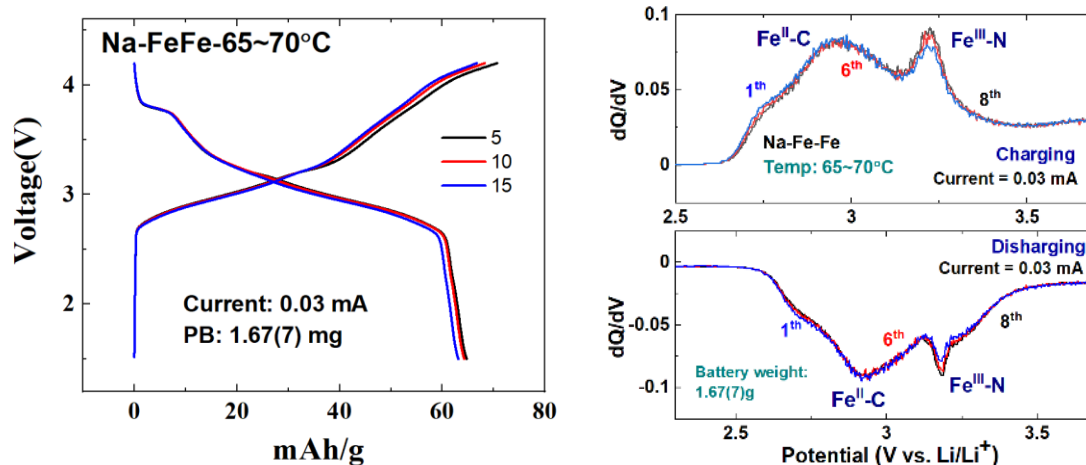 Na-FeFe-65~70°C
Voltage(V)
4
3
2
5
10
15
Current: 0.03 mA
PB: 1.67(7) mg
0
20
40
60
80
mAh/g
0.1
0.05
0
dQ/dV
Fe^II-C
Fe^III-N
1^th
6^th
8^th
Na-Fe-Fe
Temp: 65~70°C
Charging
Current = 0.03 mA
2.5
3
3.5
0
-0.05
-0.1
dQ/dV
Disharging
Current = 0.03 mA
1^th
6^th
8^th
Battery weight:
1.67(7)g
Fe^II-C
Fe^III-N
2.5
3
3.5
Potential (V vs. Li/Li^+)